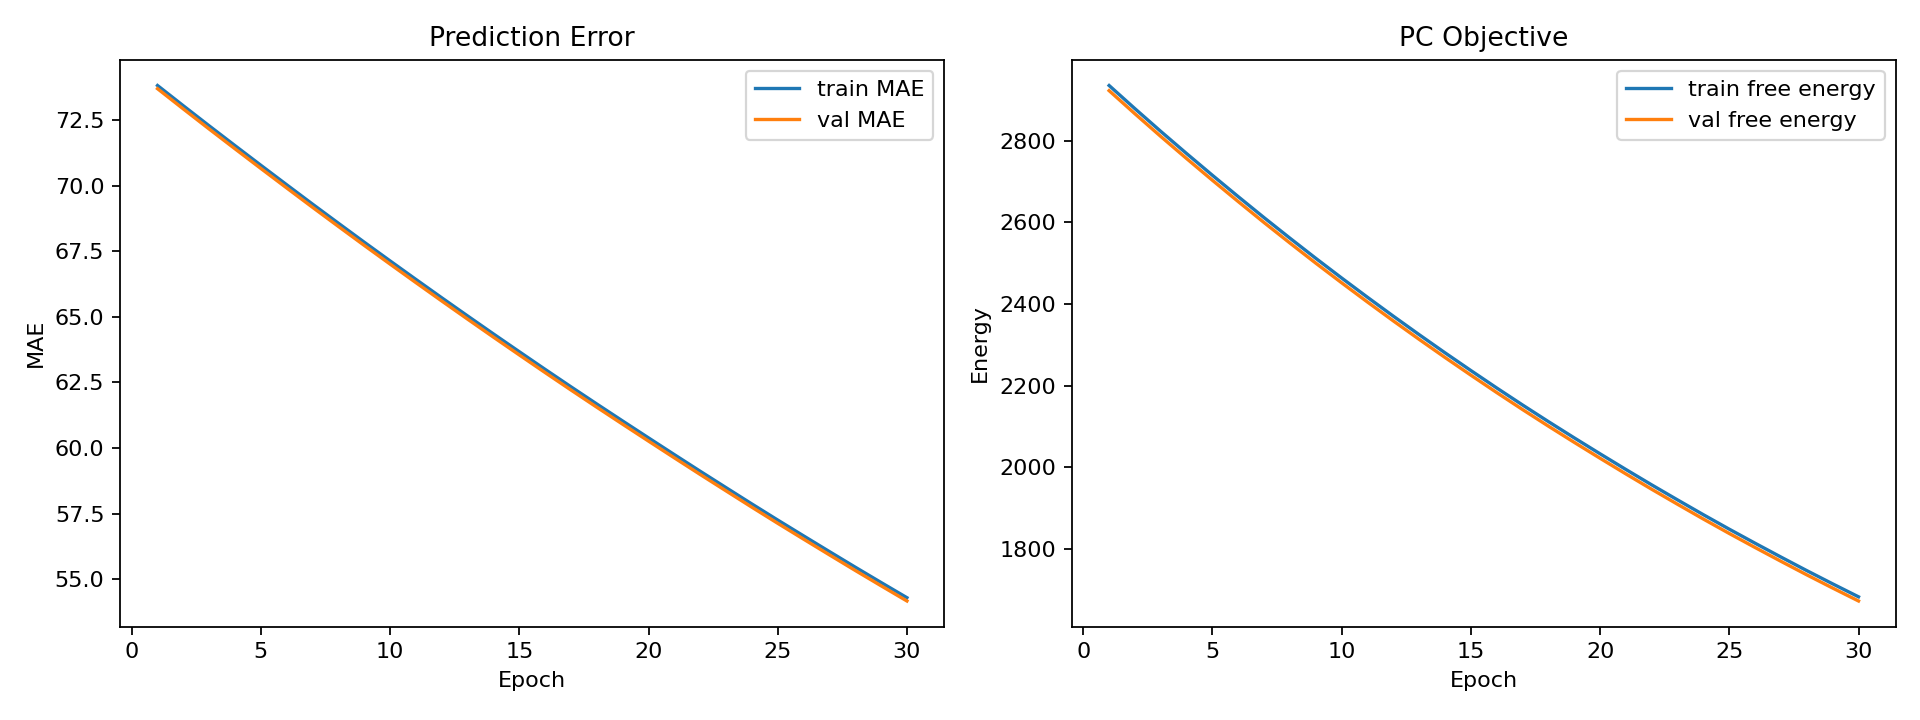 Prediction Error
train MAE
val MAE
MAE
72.5
70.0
67.5
65.0
62.5
60.0
57.5
55.0
0 5 10 15 20 25 30
Epoch
PC Objective
train free energy
val free energy
Energy
2800
2600
2400
2200
2000
1800
0 5 10 15 20 25 30
Epoch